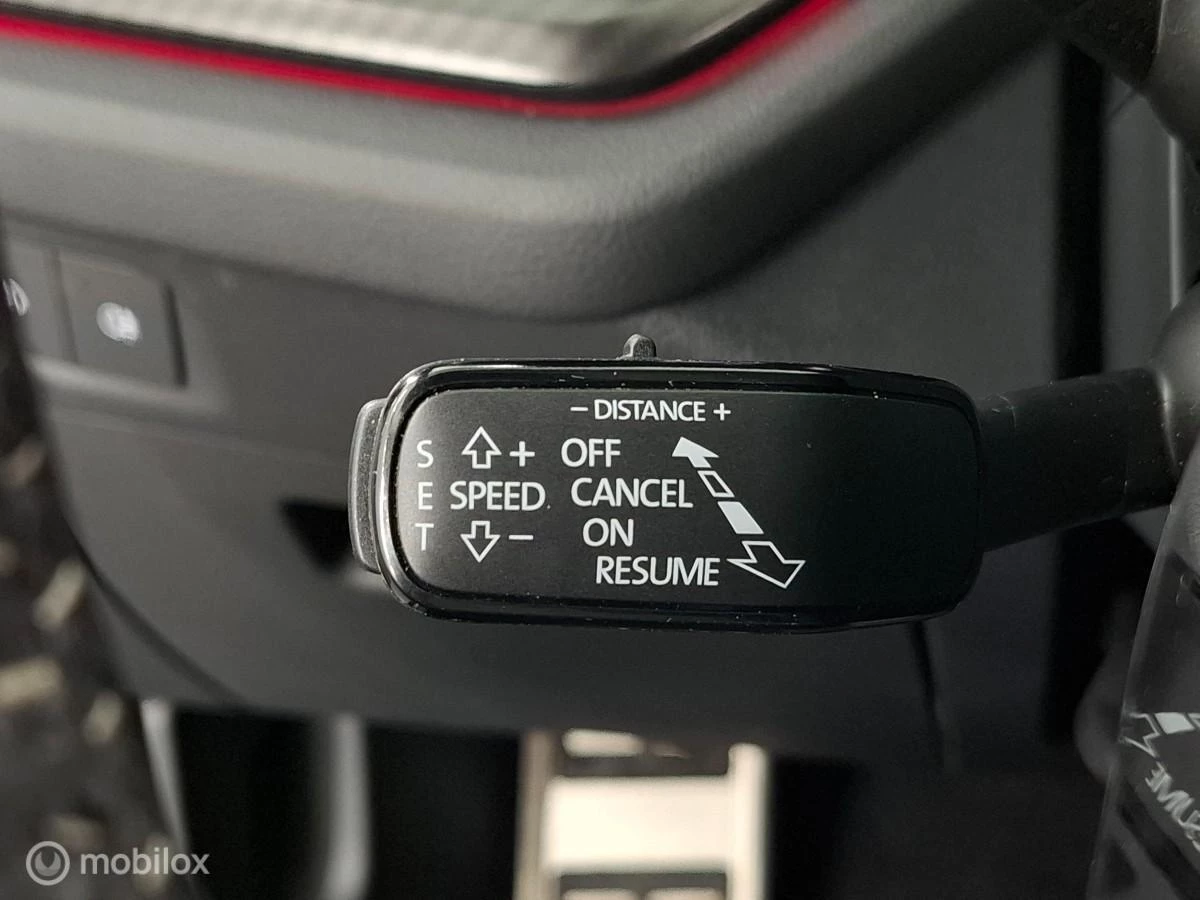 − DISTANCE +
S + OFF
E SPEED CANCEL
T − ON
RESUME
mobilox